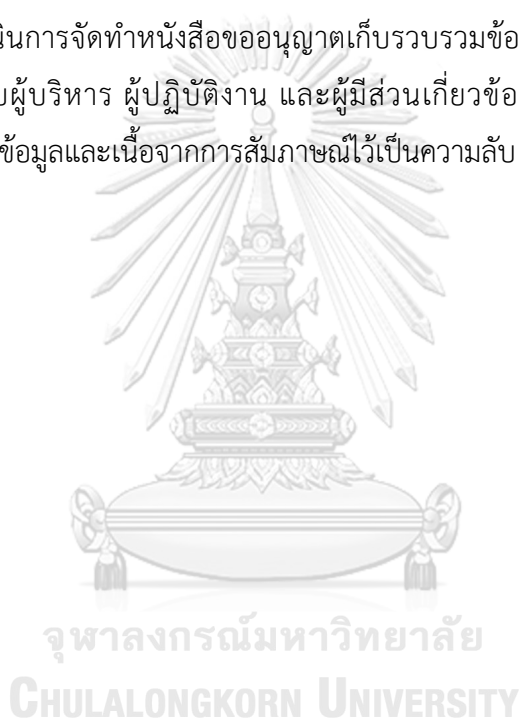 นินการจัดทำหนังสือขออนุญาตเก็บรวบรวมข้อ
บผู้บริหาร ผู้ปฏิบัติงาน และผู้มีส่วนเกี่ยวข้อ
ข้อมูลและเนื้อจากการสัมภาษณ์ไว้เป็นความลับ
จุฬาลงกรณ์มหาวิทยาลัย
CHULALONGKORN UNIVERSITY